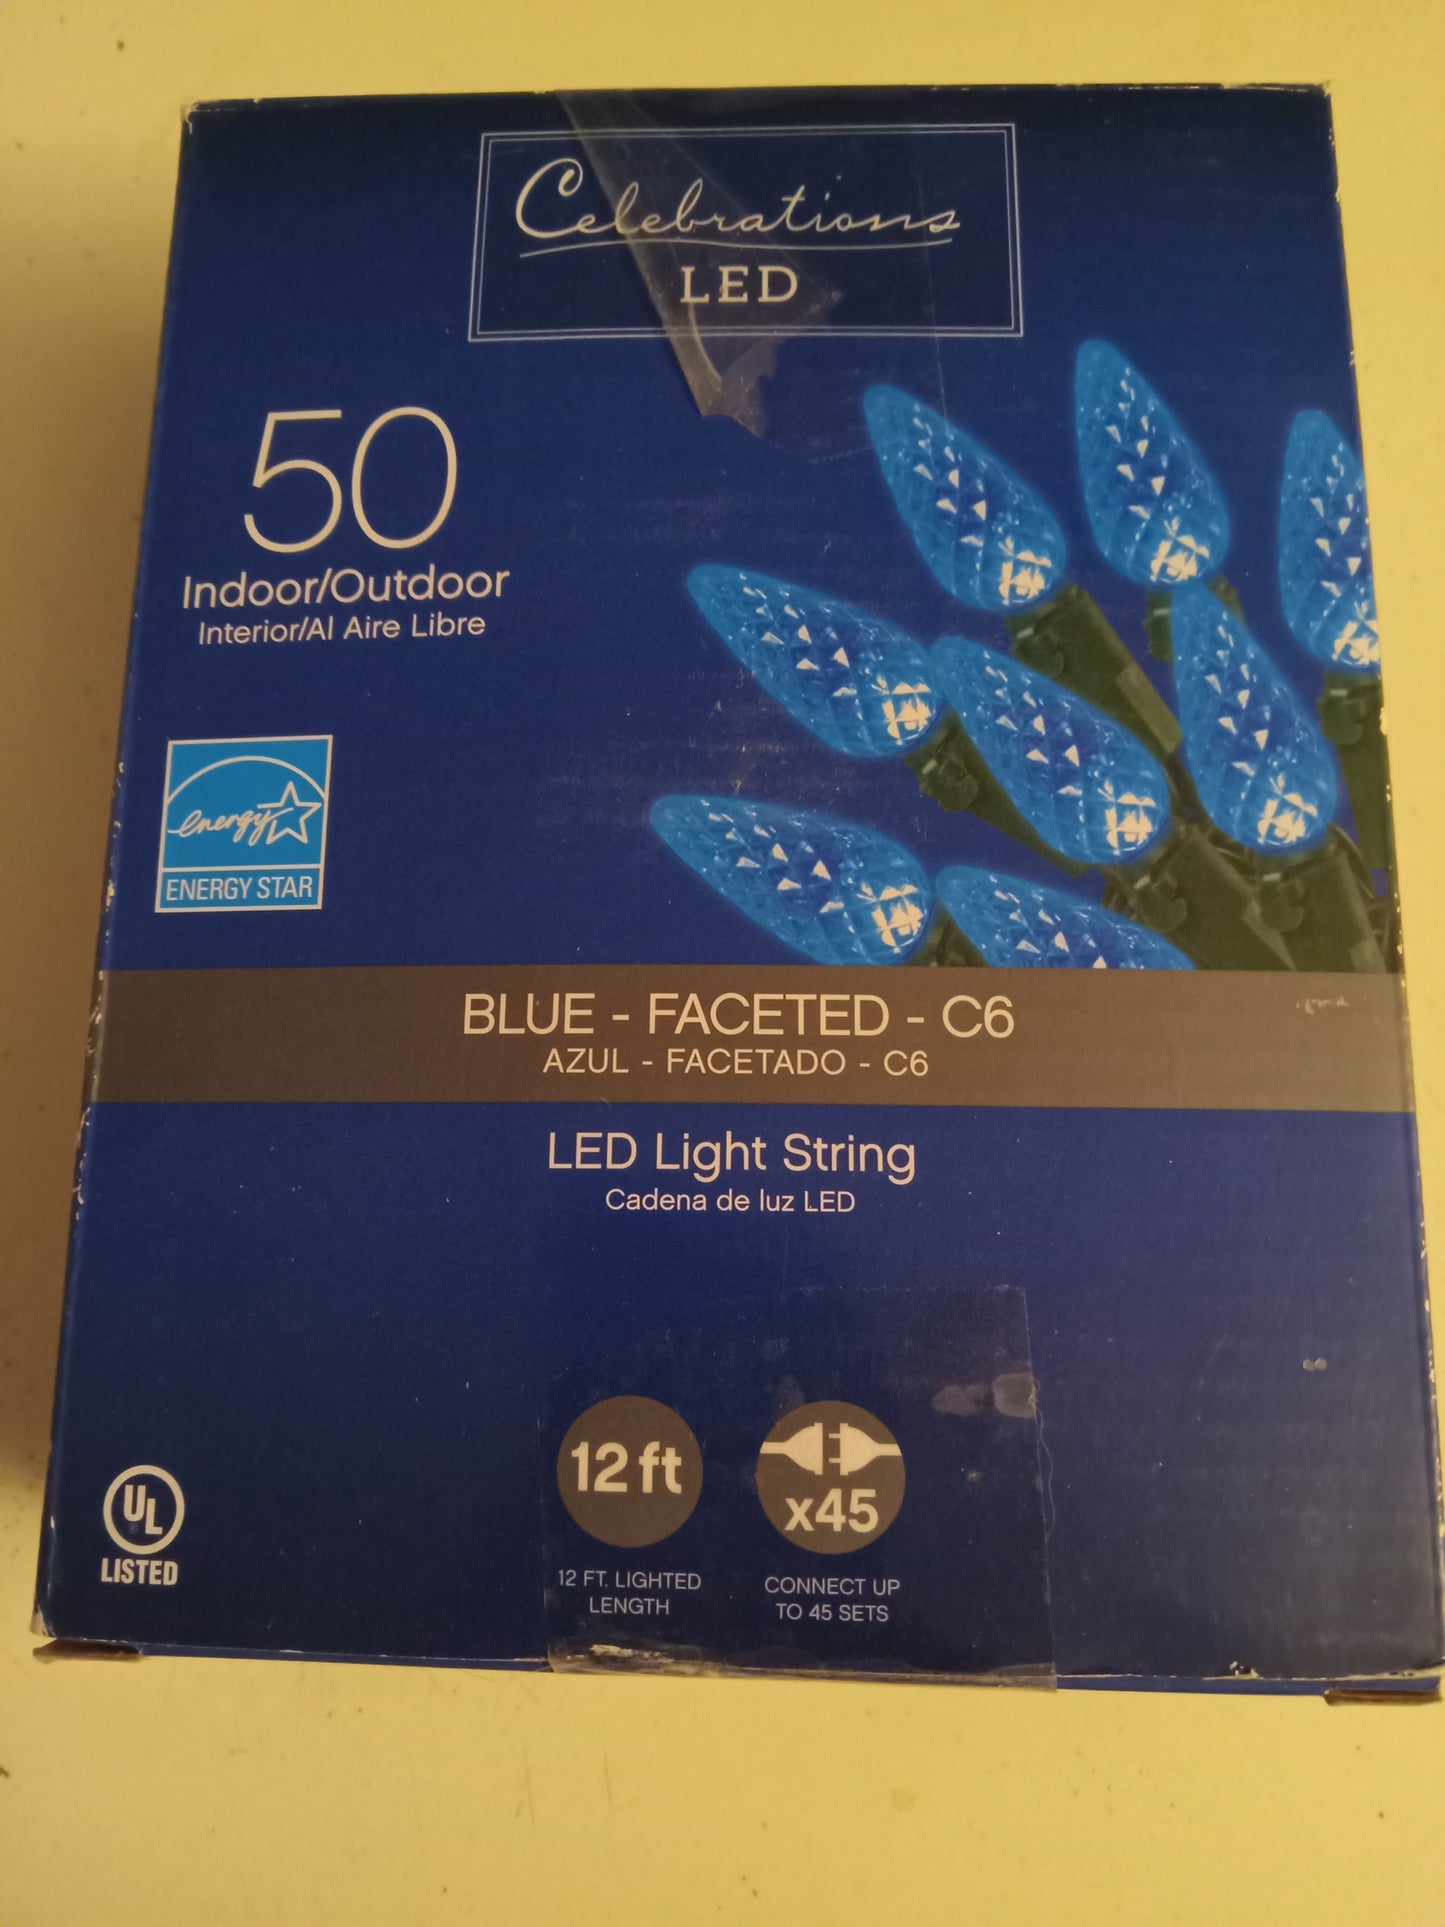 Celebrations
LED
50
Indoor/Outdoor
Interior/Al Aire Libre
energy
ENERGY STAR
BLUE - FACETED - C6
AZUL - FACETADO - C6
LED Light String
Cadena de luz LED
12 ft
12 FT. LIGHTED
LENGTH
x45
CONNECT UP
TO 45 SETS
UL
LISTED